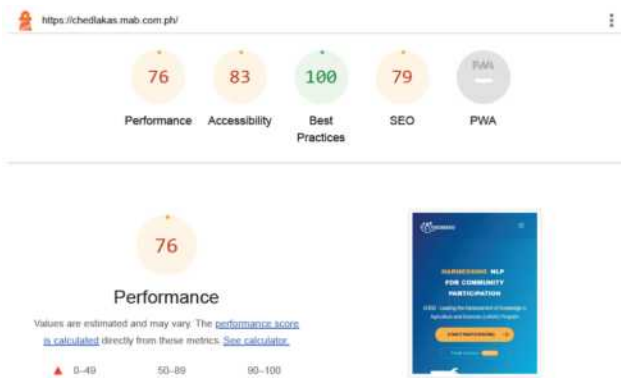 https://chedlakas.mab.com.ph/
76 83 100 79 PWA
Performance Accessibility Best Practices SEO PWA
76
Performance
Values are estimated and may vary. The performance score
is calculated directly from these metrics. See calculator.
0–49 50–89 90–100
HARNESSING NLP
FOR COMMUNITY
PARTICIPATION